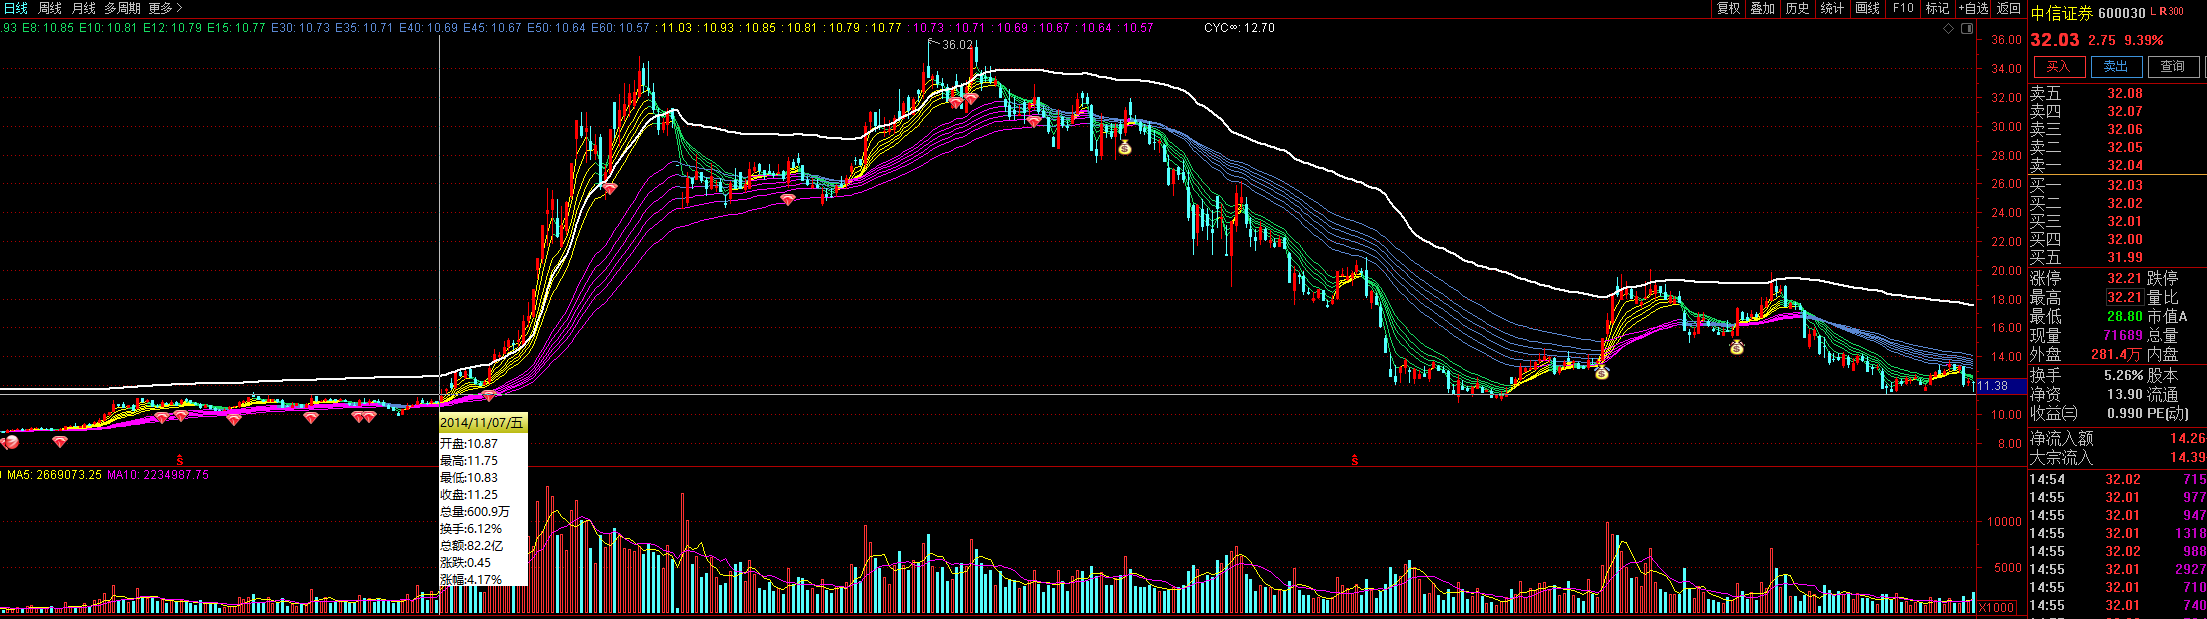 日线 周线 月线 多周期 更多>
复权 叠加 历史 统计 画线 F10 标记 +自选 返回
.93 E8: 10.85 E10: 10.81 E12: 10.79 E15: 10.77 E30: 10.73 E35: 10.71 E40: 10.69 E45: 10.67 E50: 10.64 E60: 10.57 : 11.03 : 10.93 : 10.85 : 10.81 : 10.79 : 10.77 : 10.73 : 10.71 : 10.69 : 10.67 : 10.64 : 10.57 CYC∞: 12.70
36.02
36.00
34.00
32.00
30.00
28.00
26.00
24.00
22.00
20.00
18.00
16.00
14.00
11.38
10.00
8.00
2014/11/07/五
开盘:10.87
最高:11.75
最低:10.83
收盘:11.25
总量:600.9万
换手:6.12%
总额:82.2亿
涨跌:0.45
涨幅:4.17%
MA5: 2669073.25 MA10: 2234987.75
10000
5000
X1000
中信证券 600030 L R 300
32.03 2.75 9.39%
买入 卖出 查询
卖五 32.08
卖四 32.07
卖三 32.06
卖二 32.05
卖一 32.04
买一 32.03
买二 32.02
买三 32.01
买四 32.00
买五 31.99
涨停 32.21 跌停
最高 32.21 量比
最低 28.80 市值A
现量 71689 总量
外盘 281.4万 内盘
换手 5.26% 股本
净资 13.90 流通
收益㈢ 0.990 PE(动)
净流入额 14.26
大宗流入 14.39
14:54 32.02 715
14:55 32.01 977
14:55 32.01 947
14:55 32.01 1318
14:55 32.02 988
14:55 32.01 2927
14:55 32.01 710
14:55 32.01 740